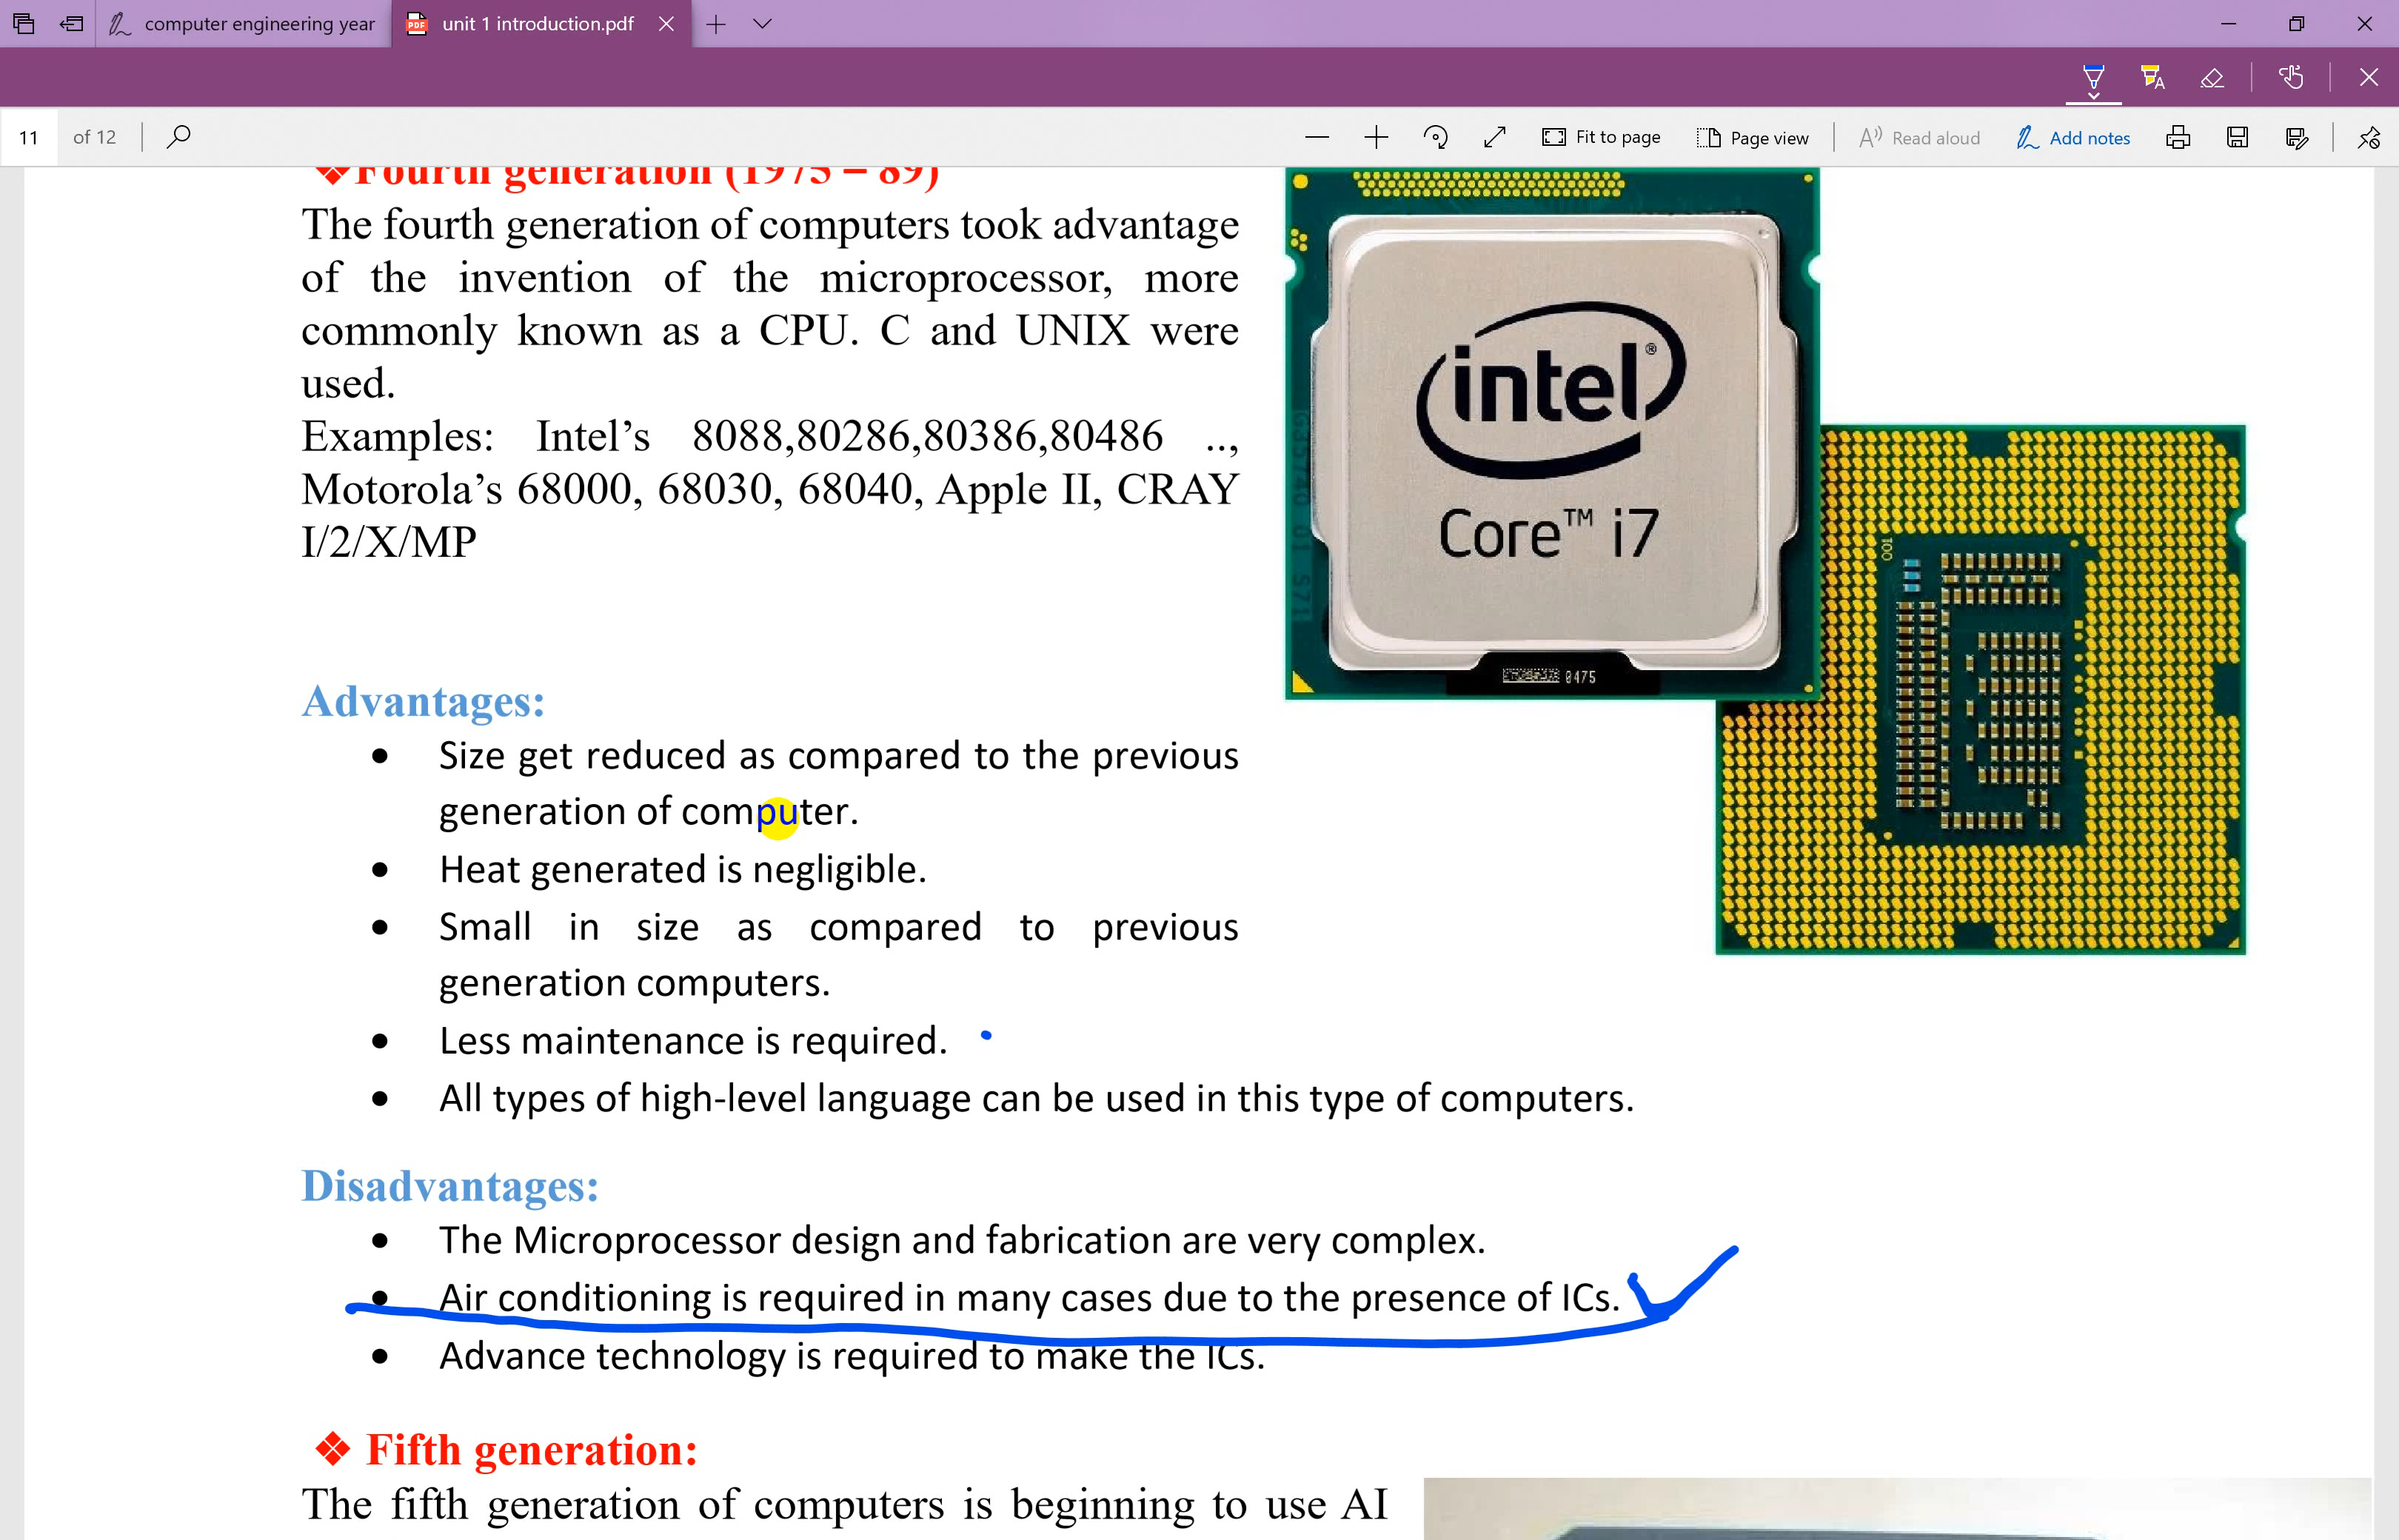 computer engineering year
unit 1 introduction.pdf
11 of 12
Fit to page
Page view
Read aloud
Add notes
❖Fourth generation (1975 – 89)
The fourth generation of computers took advantage
of the invention of the microprocessor, more
commonly known as a CPU. C and UNIX were
used.
Examples: Intel’s 8088,80286,80386,80486 ..,
Motorola’s 68000, 68030, 68040, Apple II, CRAY
I/2/X/MP
intel®
Core™ i7
0475
001
Advantages:
• Size get reduced as compared to the previous
generation of computer.
• Heat generated is negligible.
• Small in size as compared to previous
generation computers.
• Less maintenance is required.
• All types of high-level language can be used in this type of computers.
Disadvantages:
• The Microprocessor design and fabrication are very complex.
• Air conditioning is required in many cases due to the presence of ICs.
• Advance technology is required to make the ICs.
❖ Fifth generation:
The fifth generation of computers is beginning to use AI